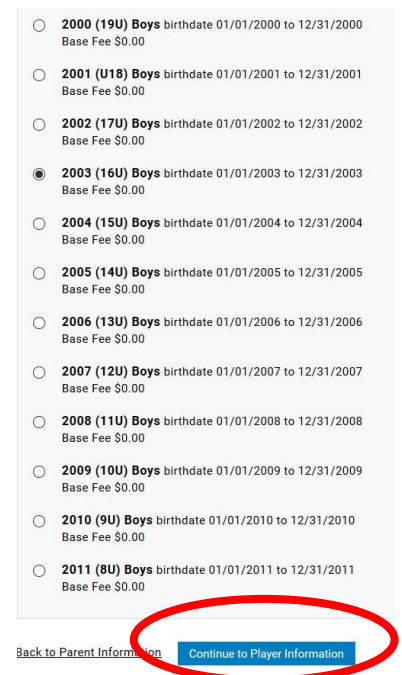 2000 (19U) Boys birthdate 01/01/2000 to 12/31/2000
Base Fee $0.00
2001 (U18) Boys birthdate 01/01/2001 to 12/31/2001
Base Fee $0.00
2002 (17U) Boys birthdate 01/01/2002 to 12/31/2002
Base Fee $0.00
2003 (16U) Boys birthdate 01/01/2003 to 12/31/2003
Base Fee $0.00
2004 (15U) Boys birthdate 01/01/2004 to 12/31/2004
Base Fee $0.00
2005 (14U) Boys birthdate 01/01/2005 to 12/31/2005
Base Fee $0.00
2006 (13U) Boys birthdate 01/01/2006 to 12/31/2006
Base Fee $0.00
2007 (12U) Boys birthdate 01/01/2007 to 12/31/2007
Base Fee $0.00
2008 (11U) Boys birthdate 01/01/2008 to 12/31/2008
Base Fee $0.00
2009 (10U) Boys birthdate 01/01/2009 to 12/31/2009
Base Fee $0.00
2010 (9U) Boys birthdate 01/01/2010 to 12/31/2010
Base Fee $0.00
2011 (8U) Boys birthdate 01/01/2011 to 12/31/2011
Base Fee $0.00
Back to Parent Information Continue to Player Information